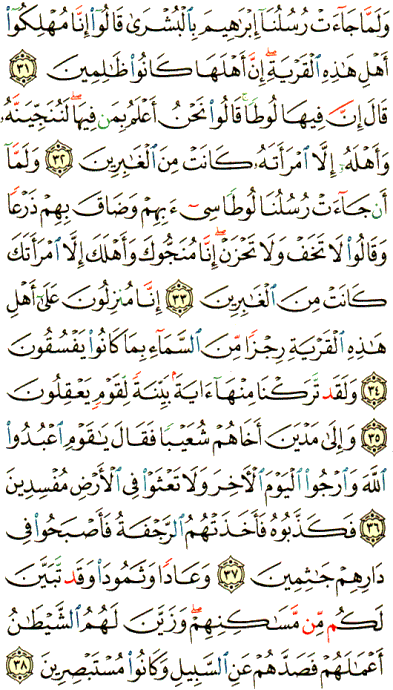 وَلَمَّا جَآءَتْ رُسُلُنَآ إِبْرَٰهِيمَ بِٱلْبُشْرَىٰ قَالُوٓا۟ إِنَّا مُهْلِكُوٓا۟
أَهْلِ هَٰذِهِ ٱلْقَرْيَةِ ۖ إِنَّ أَهْلَهَا كَانُوا۟ ظَٰلِمِينَ ٣١
قَالَ إِنَّ فِيهَا لُوطًا ۚ قَالُوا۟ نَحْنُ أَعْلَمُ بِمَن فِيهَا ۖ لَنُنَجِّيَنَّهُۥ
وَأَهْلَهُۥٓ إِلَّا ٱمْرَأَتَهُۥ كَانَتْ مِنَ ٱلْغَٰبِرِينَ ٣٢ وَلَمَّآ
أَن جَآءَتْ رُسُلُنَا لُوطًا سِىٓءَ بِهِمْ وَضَاقَ بِهِمْ ذَرْعًا
وَقَالُوا۟ لَا تَخَفْ وَلَا تَحْزَنْ ۖ إِنَّا مُنَجُّوكَ وَأَهْلَكَ إِلَّا ٱمْرَأَتَكَ
كَانَتْ مِنَ ٱلْغَٰبِرِينَ ٣٣ إِنَّا مُنزِلُونَ عَلَىٰٓ أَهْلِ
هَٰذِهِ ٱلْقَرْيَةِ رِجْزًا مِّنَ ٱلسَّمَآءِ بِمَا كَانُوا۟ يَفْسُقُونَ
٣٤ وَلَقَد تَّرَكْنَا مِنْهَآ ءَايَةًۢ بَيِّنَةً لِّقَوْمٍ يَعْقِلُونَ
٣٥ وَإِلَىٰ مَدْيَنَ أَخَاهُمْ شُعَيْبًا فَقَالَ يَٰقَوْمِ ٱعْبُدُوا۟
ٱللَّهَ وَٱرْجُوا۟ ٱلْيَوْمَ ٱلْءَاخِرَ وَلَا تَعْثَوْا۟ فِى ٱلْأَرْضِ مُفْسِدِينَ
٣٦ فَكَذَّبُوهُ فَأَخَذَتْهُمُ ٱلرَّجْفَةُ فَأَصْبَحُوا۟ فِى
دَارِهِمْ جَٰثِمِينَ ٣٧ وَعَادًا وَثَمُودَا۟ وَقَد تَّبَيَّنَ
لَكُم مِّن مَّسَٰكِنِهِمْ ۖ وَزَيَّنَ لَهُمُ ٱلشَّيْطَٰنُ
أَعْمَٰلَهُمْ فَصَدَّهُمْ عَنِ ٱلسَّبِيلِ وَكَانُوا۟ مُسْتَبْصِرِينَ ٣٨